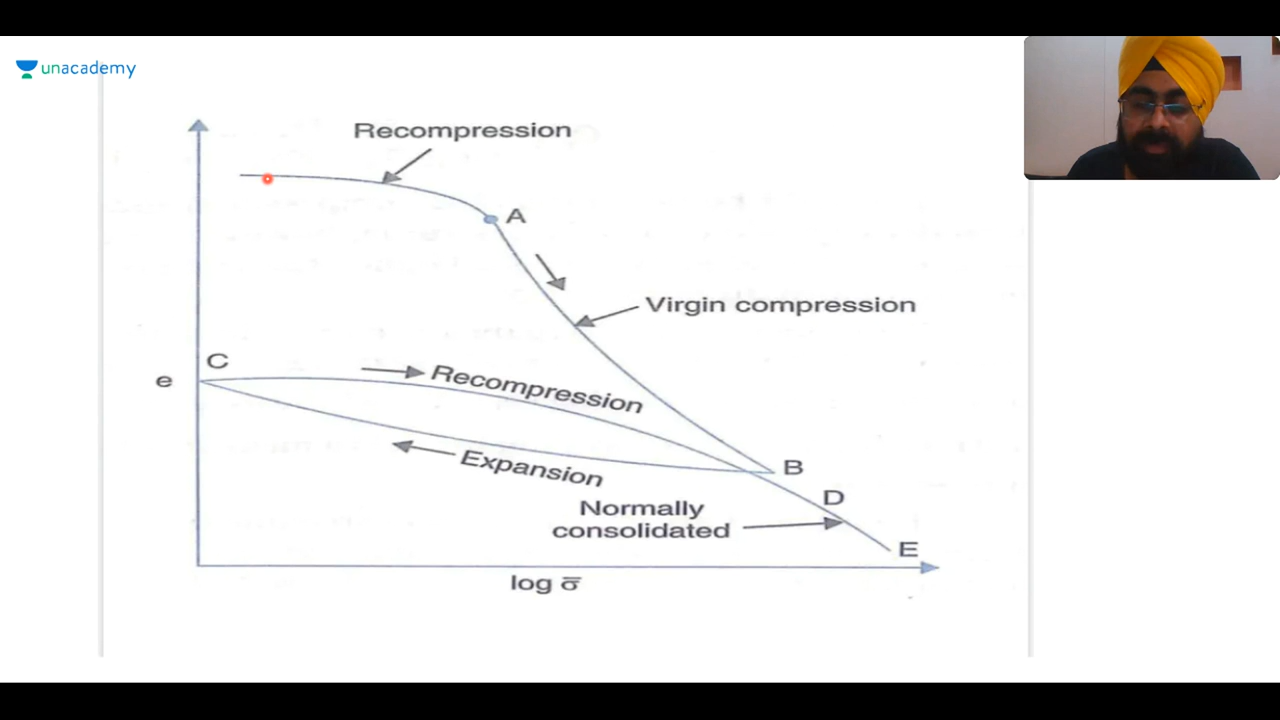 unacademy
Recompression
A
Virgin compression
C
e
Recompression
Expansion
B
D
Normally
consolidated
E
log σ̅